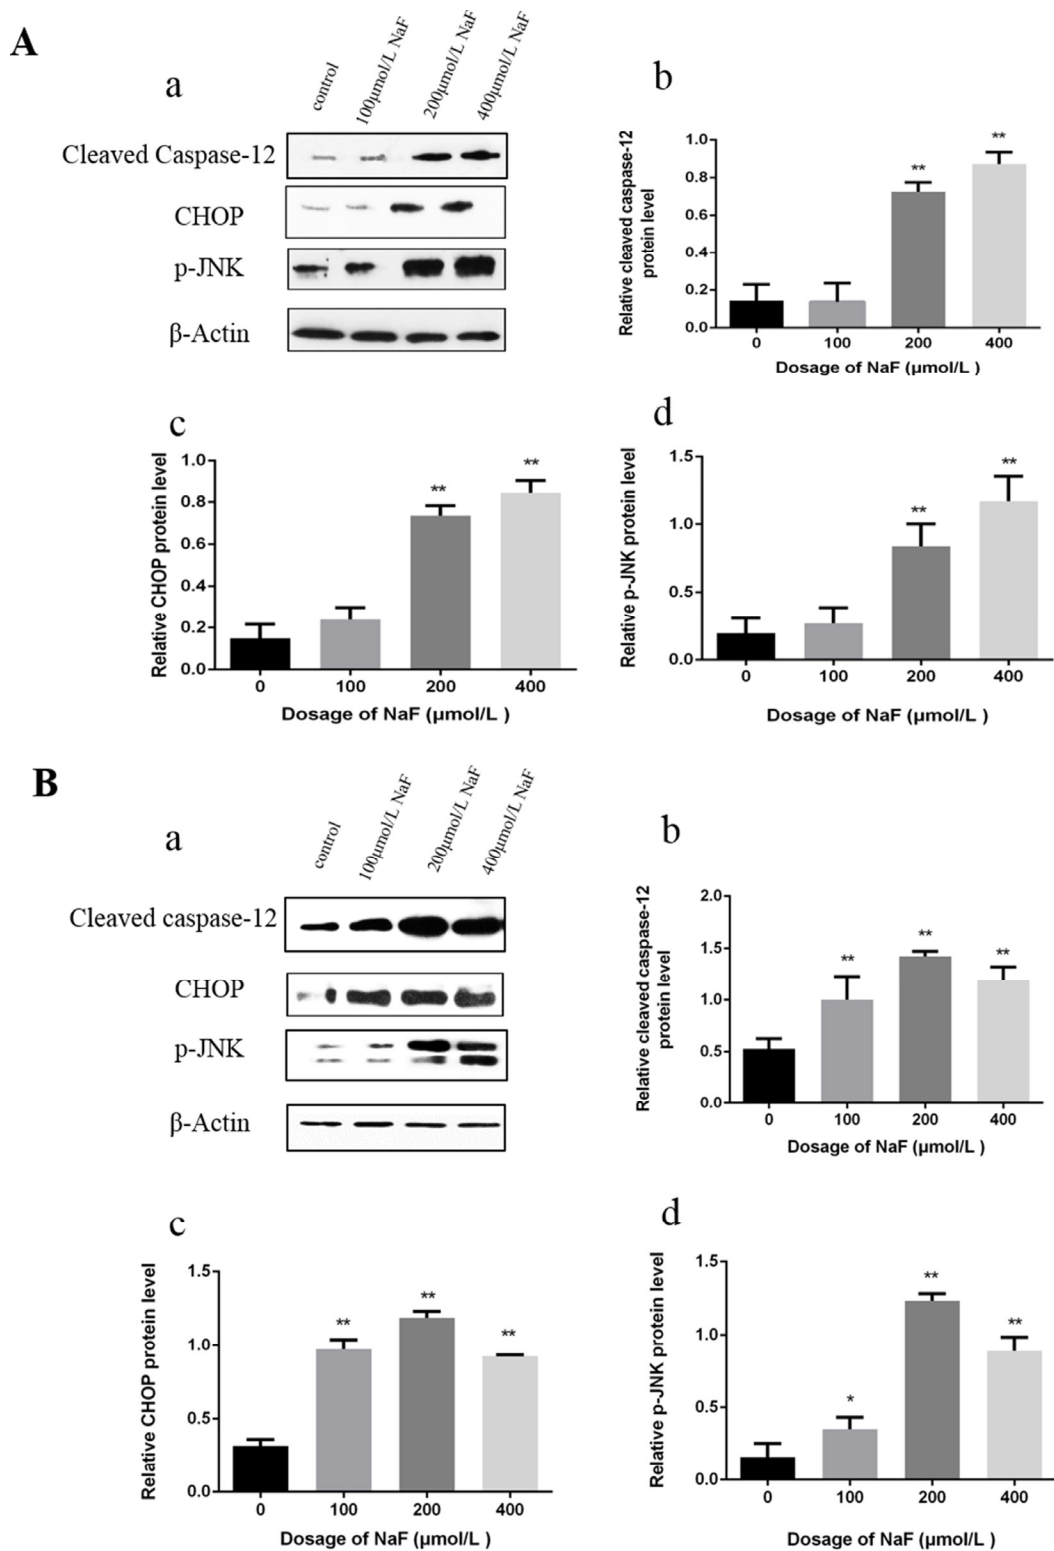 A
a
control
100μmol/L NaF
200μmol/L NaF
400μmol/L NaF
Cleaved Caspase-12
CHOP
p-JNK
β-Actin
b
Relative cleaved caspase-12
protein level
1.0
0.8
0.6
0.4
0.2
0.0
**
**
0
100
200
400
Dosage of NaF (μmol/L )
c
Relative CHOP protein level
1.0
0.8
0.6
0.4
0.2
0.0
**
**
0
100
200
400
Dosage of NaF (μmol/L )
d
Relative p-JNK protein level
1.5
1.0
0.5
0.0
**
**
0
100
200
400
Dosage of NaF (μmol/L )
B
a
control
100μmol/L NaF
200μmol/L NaF
400μmol/L NaF
Cleaved caspase-12
CHOP
p-JNK
β-Actin
b
Relative cleaved caspase-12
protein level
2.0
1.5
1.0
0.5
0.0
**
**
**
0
100
200
400
Dosage of NaF (μmol/L )
c
Relative CHOP protein level
1.5
1.0
0.5
0.0
**
**
**
0
100
200
400
Dosage of NaF (μmol/L )
d
Relative p-JNK protein level
1.5
1.0
0.5
0.0
*
**
**
0
100
200
400
Dosage of NaF (μmol/L )